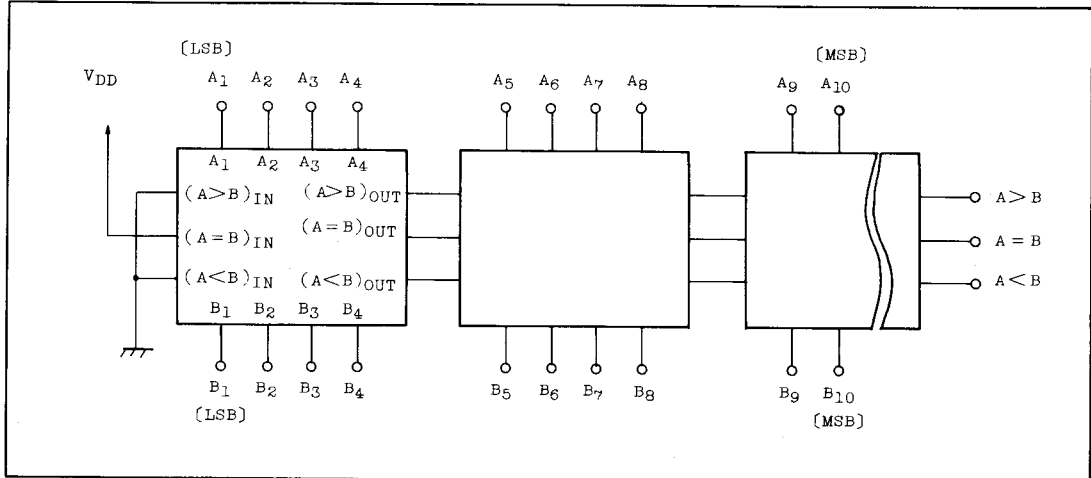 [LSB] [MSB]
VDD A1 A2 A3 A4 A5 A6 A7 A8 A9 A10
A1 A2 A3 A4
(A>B)IN (A>B)OUT A>B
(A=B)IN (A=B)OUT A=B
(A<B)IN (A<B)OUT A<B
B1 B2 B3 B4
B1 B2 B3 B4 B5 B6 B7 B8 B9 B10
[LSB] [MSB]